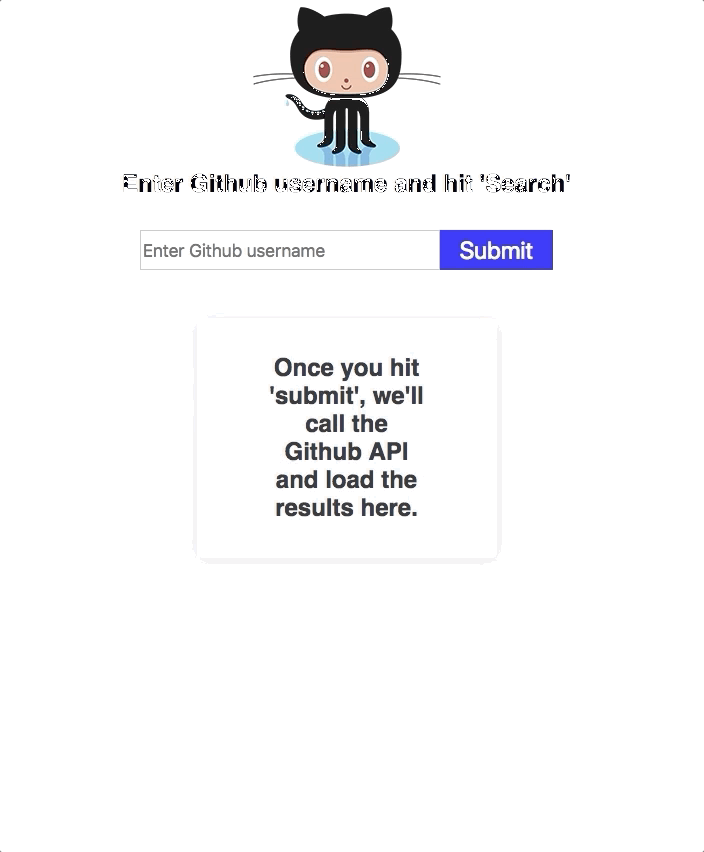 Enter Github username and hit 'Search'
Enter Github username
Submit
Once you hit
'submit', we'll
call the
Github API
and load the
results here.